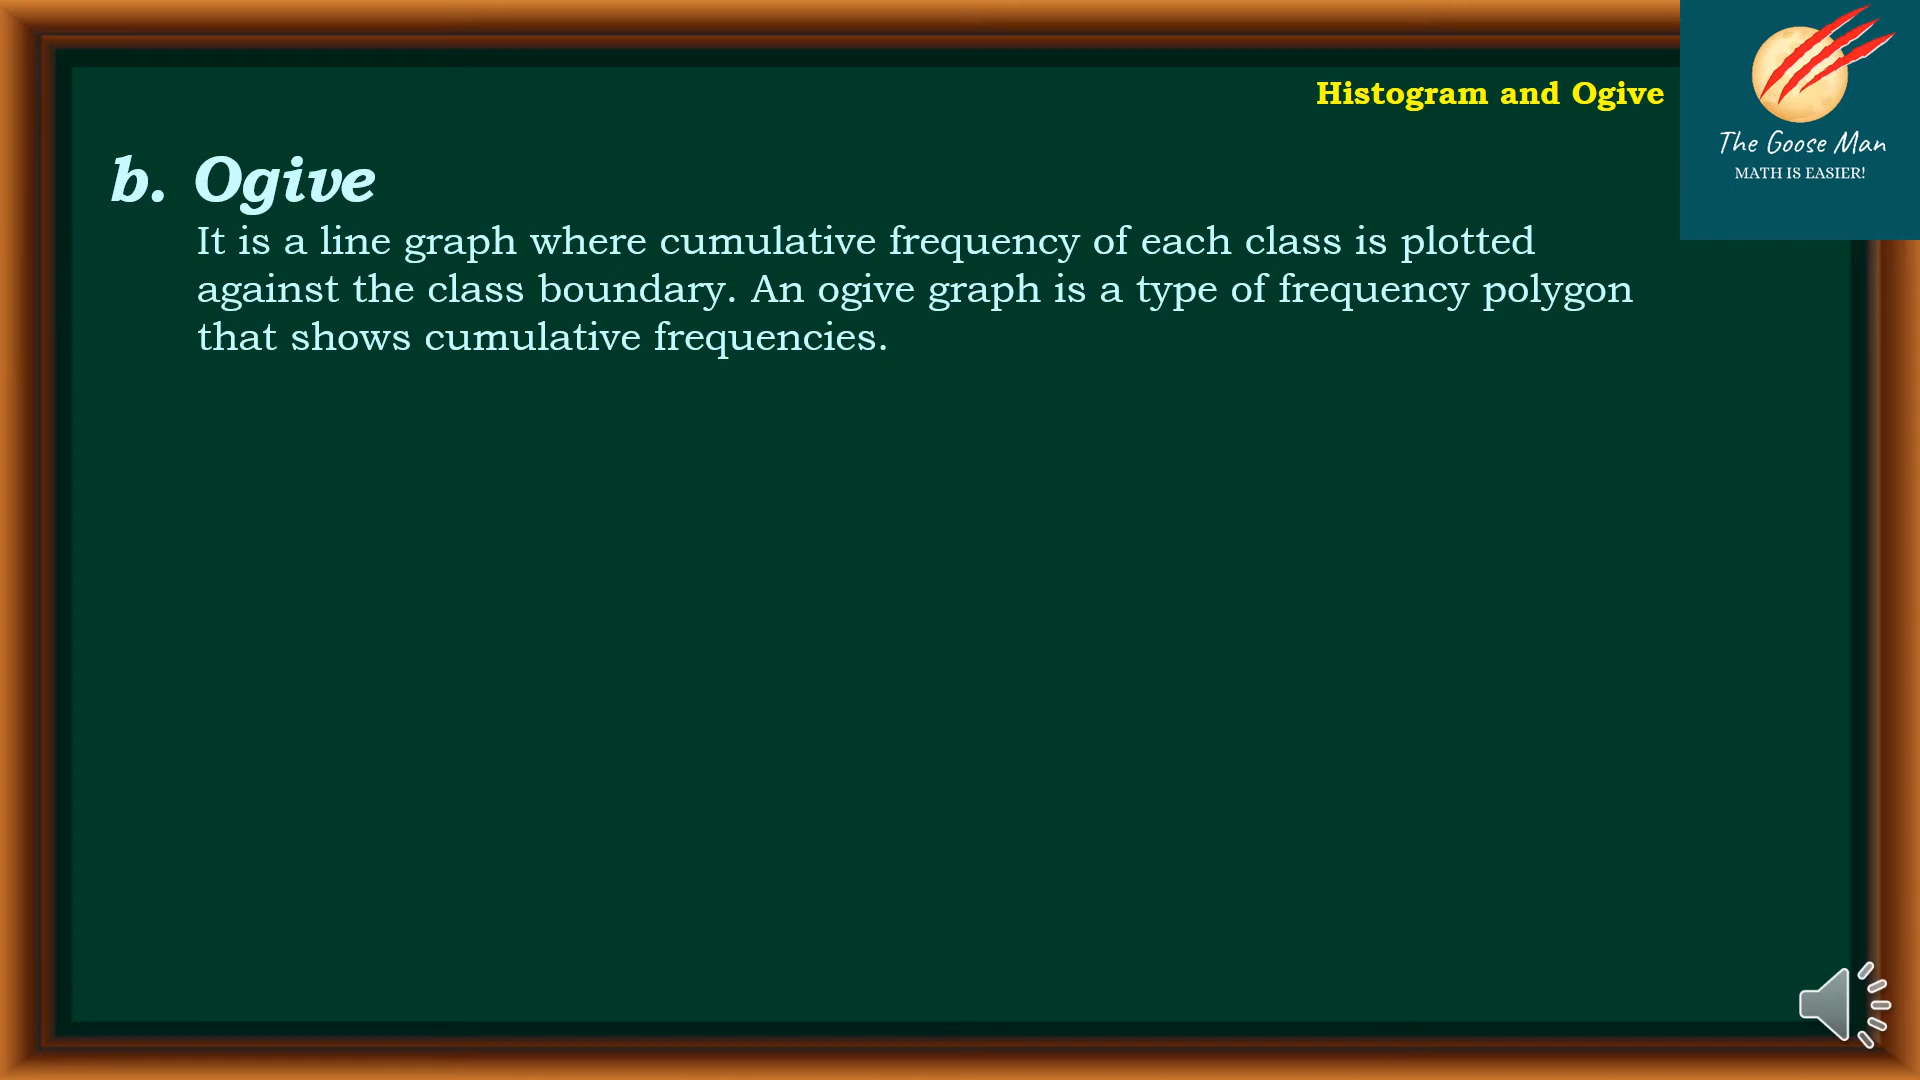 Histogram and Ogive
The Goose Man
MATH IS EASIER!
b. Ogive
It is a line graph where cumulative frequency of each class is plotted
against the class boundary. An ogive graph is a type of frequency polygon
that shows cumulative frequencies.